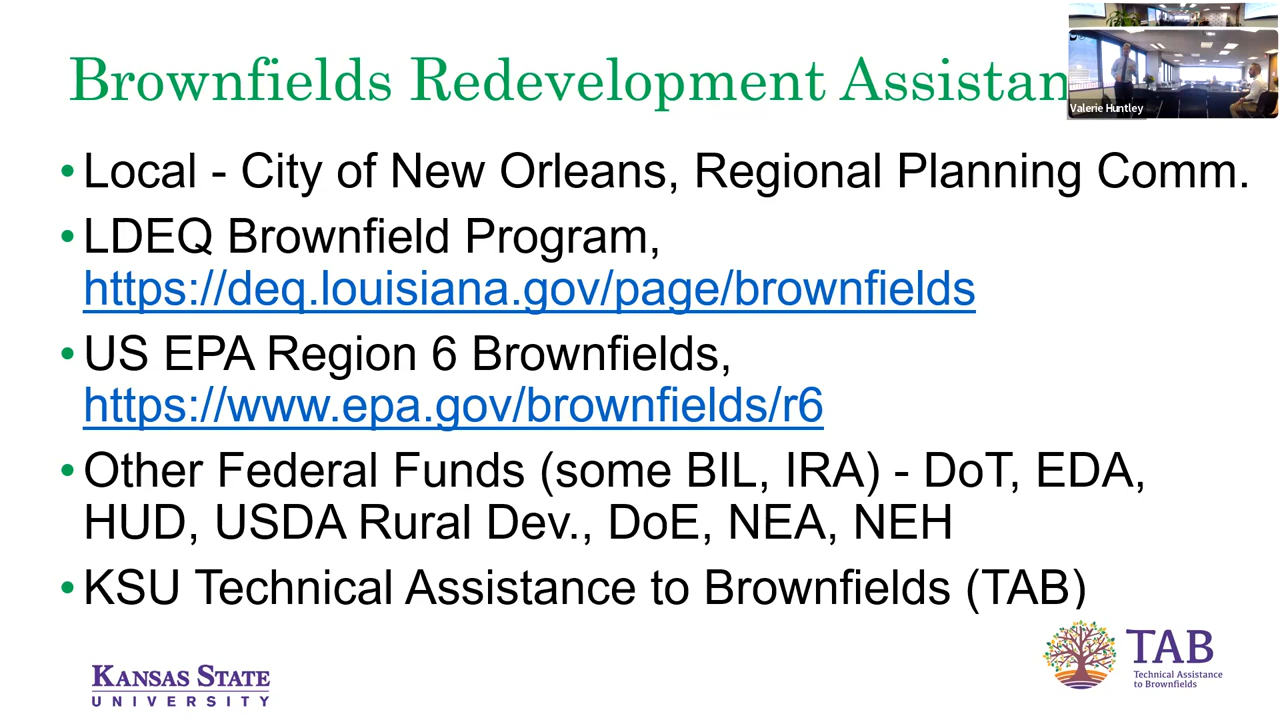 Brownfields Redevelopment Assistan
Valerie Huntley
• Local - City of New Orleans, Regional Planning Comm.
• LDEQ Brownfield Program,
https://deq.louisiana.gov/page/brownfields
• US EPA Region 6 Brownfields,
https://www.epa.gov/brownfields/r6
• Other Federal Funds (some BIL, IRA) - DoT, EDA,
HUD, USDA Rural Dev., DoE, NEA, NEH
• KSU Technical Assistance to Brownfields (TAB)
KANSAS STATE
UNIVERSITY
TAB
Technical Assistance
to Brownfields